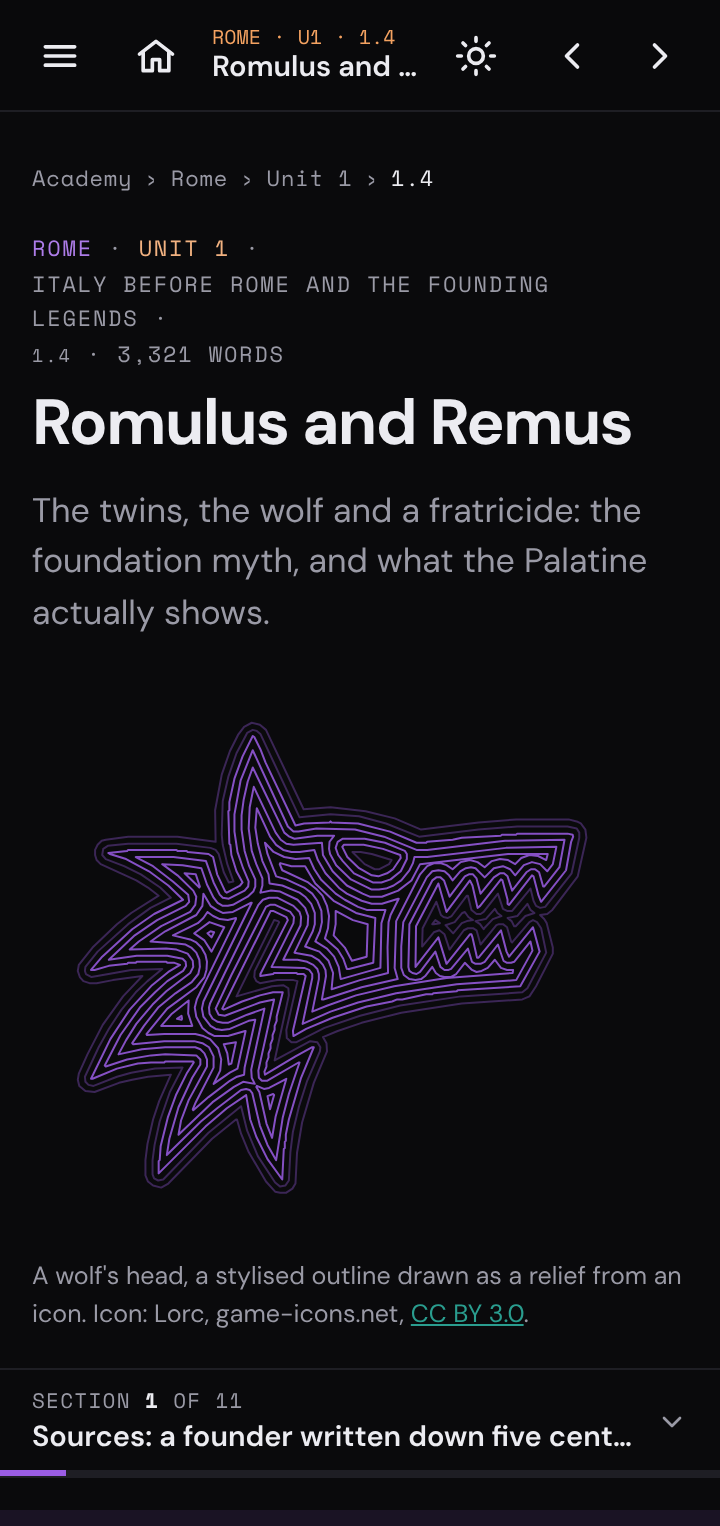 ROME · U1 · 1.4
Romulus and ...
Academy › Rome › Unit 1 › 1.4
ROME · UNIT 1 ·
ITALY BEFORE ROME AND THE FOUNDING
LEGENDS ·
1.4 · 3,321 WORDS
Romulus and Remus
The twins, the wolf and a fratricide: the
foundation myth, and what the Palatine
actually shows.
A wolf's head, a stylised outline drawn as a relief from an
icon. Icon: Lorc, game-icons.net, CC BY 3.0.
SECTION 1 OF 11
Sources: a founder written down five cent...